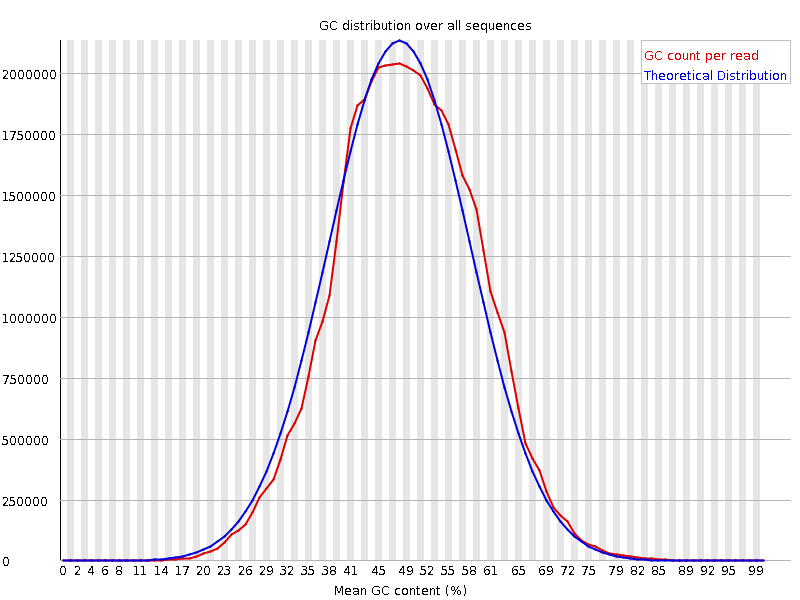 GC distribution over all sequences
GC count per read
Theoretical Distribution
2000000
1750000
1500000
1250000
1000000
750000
500000
250000
0
0 2 4 6 8 11 14 17 20 23 26 29 32 35 38 41 45 49 52 55 58 61 65 69 72 75 79 82 85 89 92 95 99
Mean GC content (%)